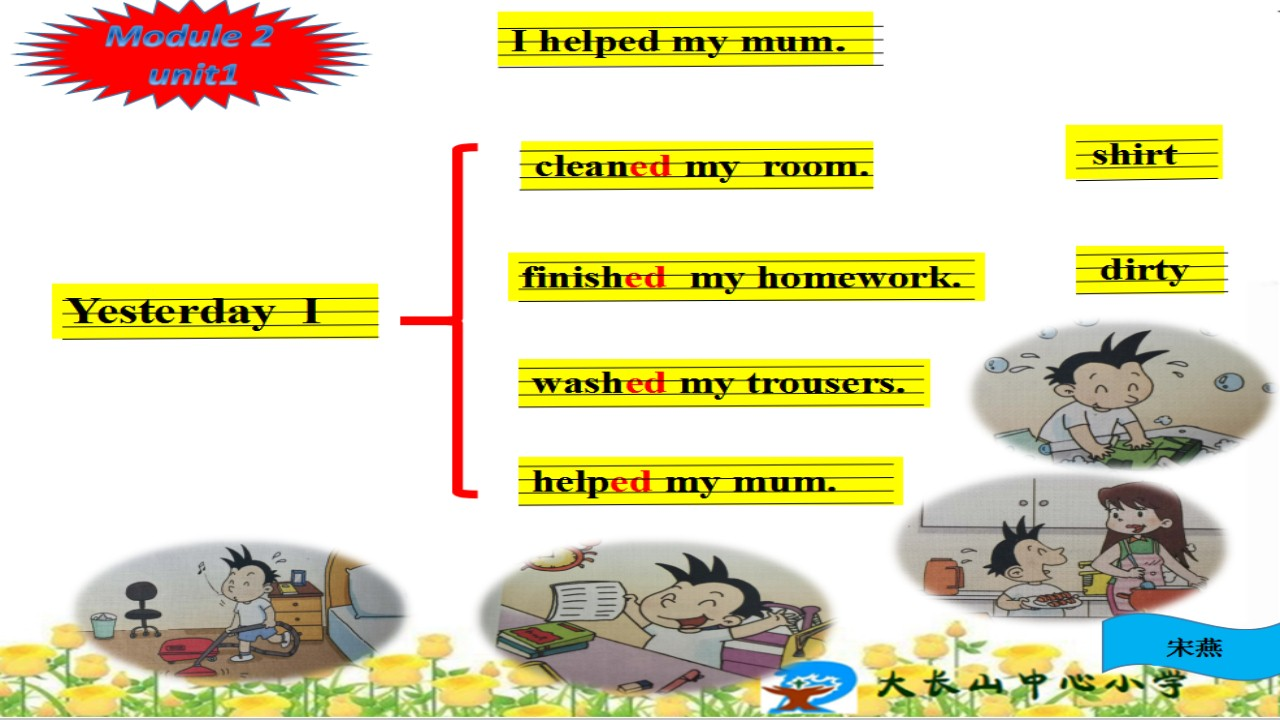 Module 2
unit1
I helped my mum.
cleaned my room.
shirt
finished my homework.
dirty
Yesterday I
washed my trousers.
helped my mum.
宋燕
大长山中心小学